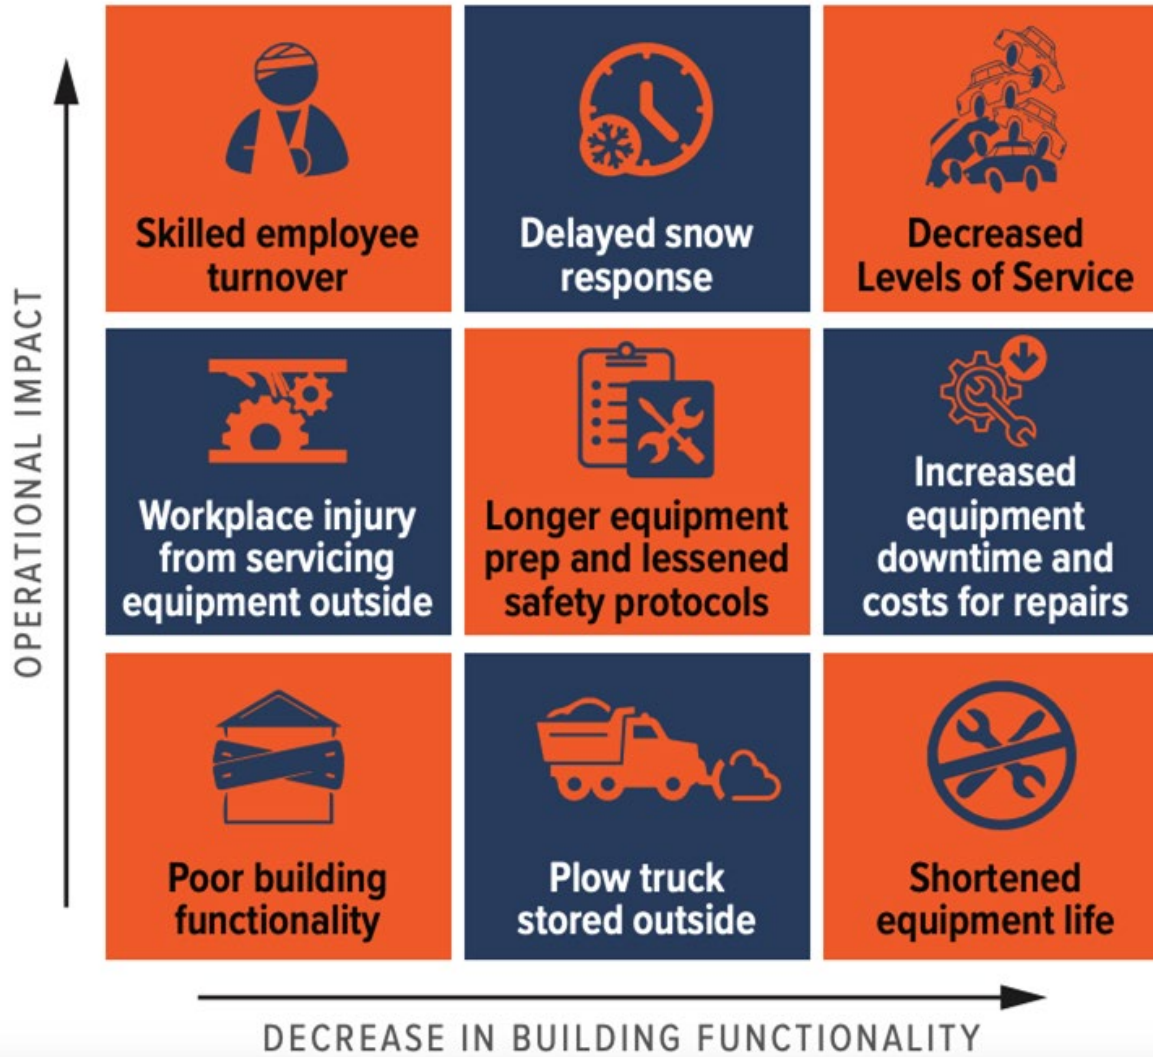 OPERATIONAL IMPACT
Skilled employee
turnover
Delayed snow
response
Decreased
Levels of Service
Workplace injury
from servicing
equipment outside
Longer equipment
prep and lessened
safety protocols
Increased
equipment
downtime and
costs for repairs
Poor building
functionality
Plow truck
stored outside
Shortened
equipment life
DECREASE IN BUILDING FUNCTIONALITY